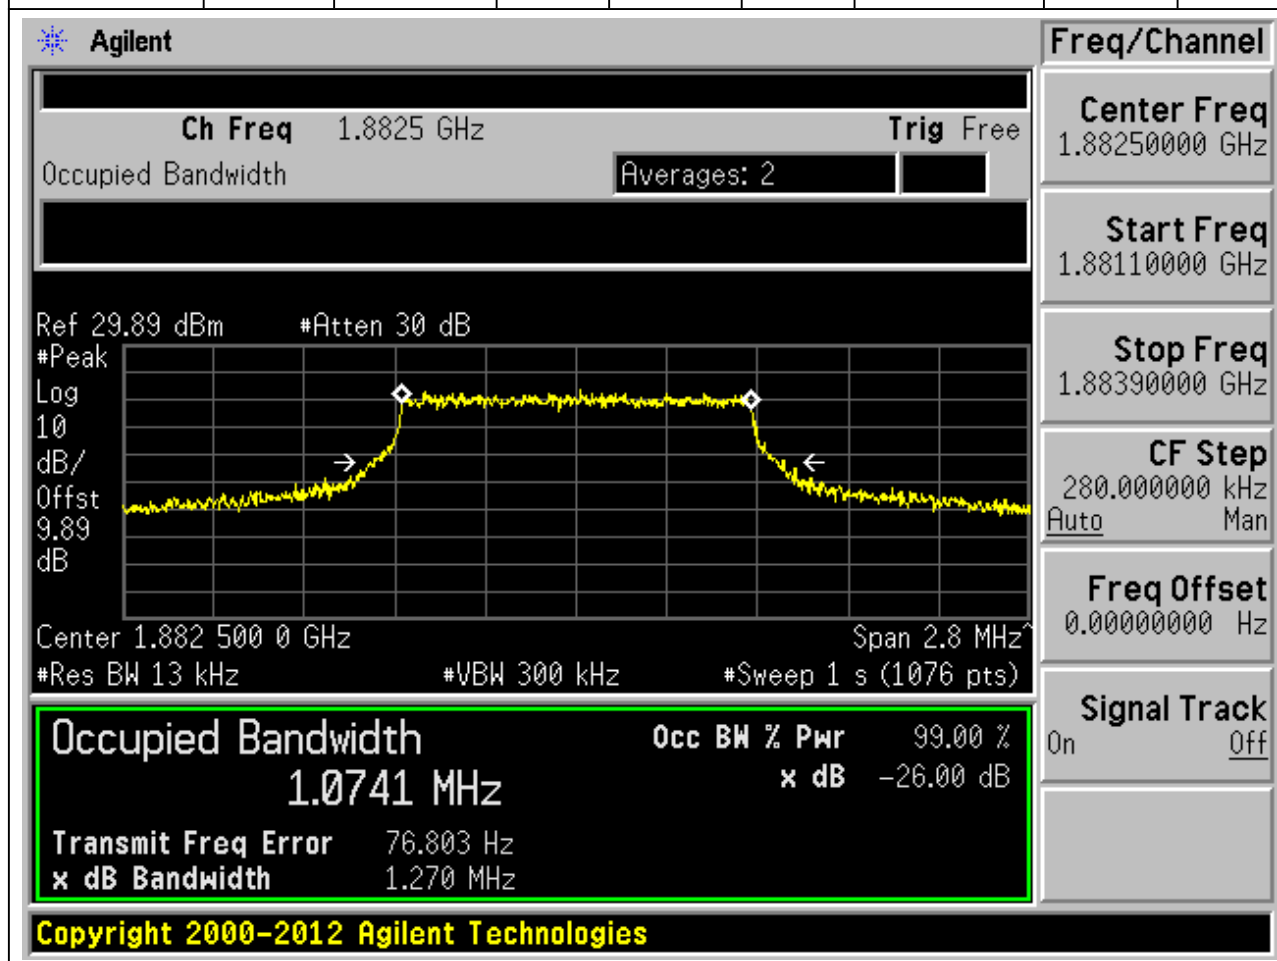 Agilent
Freq/Channel
Ch Freq 1.8825 GHz
Trig Free
Occupied Bandwidth
Averages: 2
Center Freq
1.88250000 GHz
Start Freq
1.88110000 GHz
Stop Freq
1.88390000 GHz
CF Step
280.000000 kHz
Auto Man
Freq Offset
0.00000000 Hz
Signal Track
On Off
Ref 29.89 dBm #Atten 30 dB
#Peak
Log
10
dB/
Offst
9.89
dB
Center 1.882 500 0 GHz Span 2.8 MHz^
#Res BW 13 kHz #VBW 300 kHz #Sweep 1 s (1076 pts)
Occupied Bandwidth
1.0741 MHz
Occ BW % Pwr 99.00 %
x dB -26.00 dB
Transmit Freq Error 76.803 Hz
x dB Bandwidth 1.270 MHz
Copyright 2000-2012 Agilent Technologies